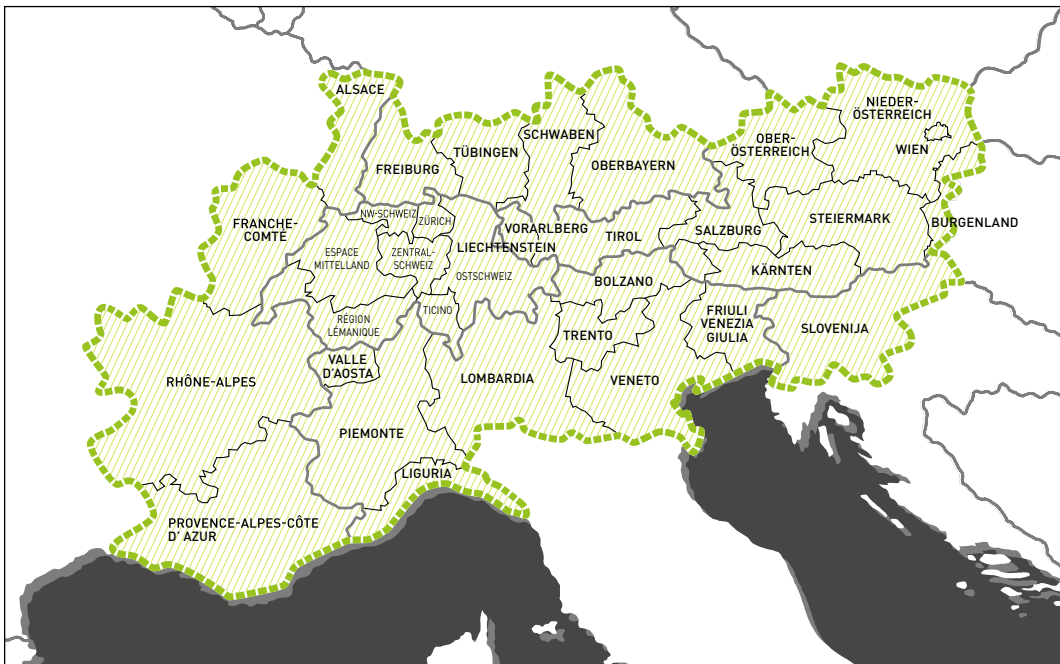 ALSACE
NIEDER-
ÖSTERREICH
SCHWABEN
OBER-
ÖSTERREICH
WIEN
TÜBINGEN
OBERBAYERN
FREIBURG
NW-SCHWEIZ
ZÜRICH
FRANCHE-
COMTÉ
VORARLBERG
TIROL
SALZBURG
STEIERMARK
BURGENLAND
ESPACE
MITTELLAND
ZENTRAL-
SCHWEIZ
LIECHTENSTEIN
OSTSCHWEIZ
BOLZANO
KÄRNTEN
RÉGION
LÉMANIQUE
TICINO
TRENTO
FRIULI
VENEZIA
GIULIA
SLOVENIJA
VALLE
D'AOSTA
RHÔNE-ALPES
LOMBARDIA
VENETO
PIEMONTE
LIGURIA
PROVENCE-ALPES-CÔTE
D' AZUR